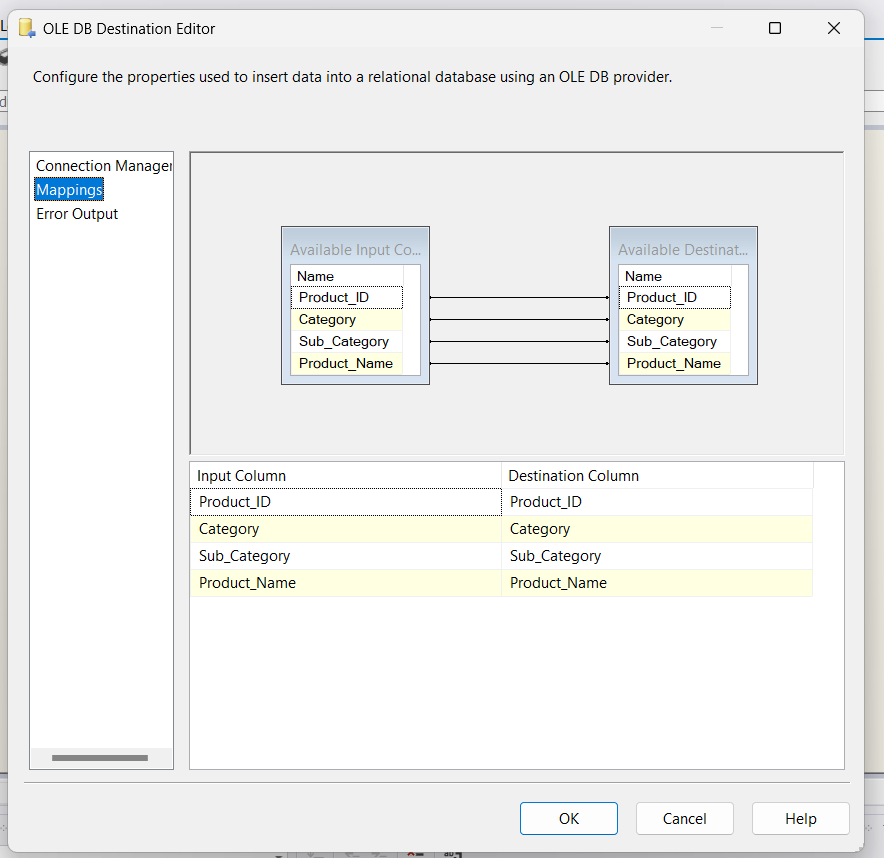 OLE DB Destination Editor
Configure the properties used to insert data into a relational database using an OLE DB provider.
Connection Manager
Mappings
Error Output
Available Input Co...
Name
Product_ID
Category
Sub_Category
Product_Name
Available Destinat...
Name
Product_ID
Category
Sub_Category
Product_Name
Input Column Destination Column
Product_ID Product_ID
Category Category
Sub_Category Sub_Category
Product_Name Product_Name
OK Cancel Help